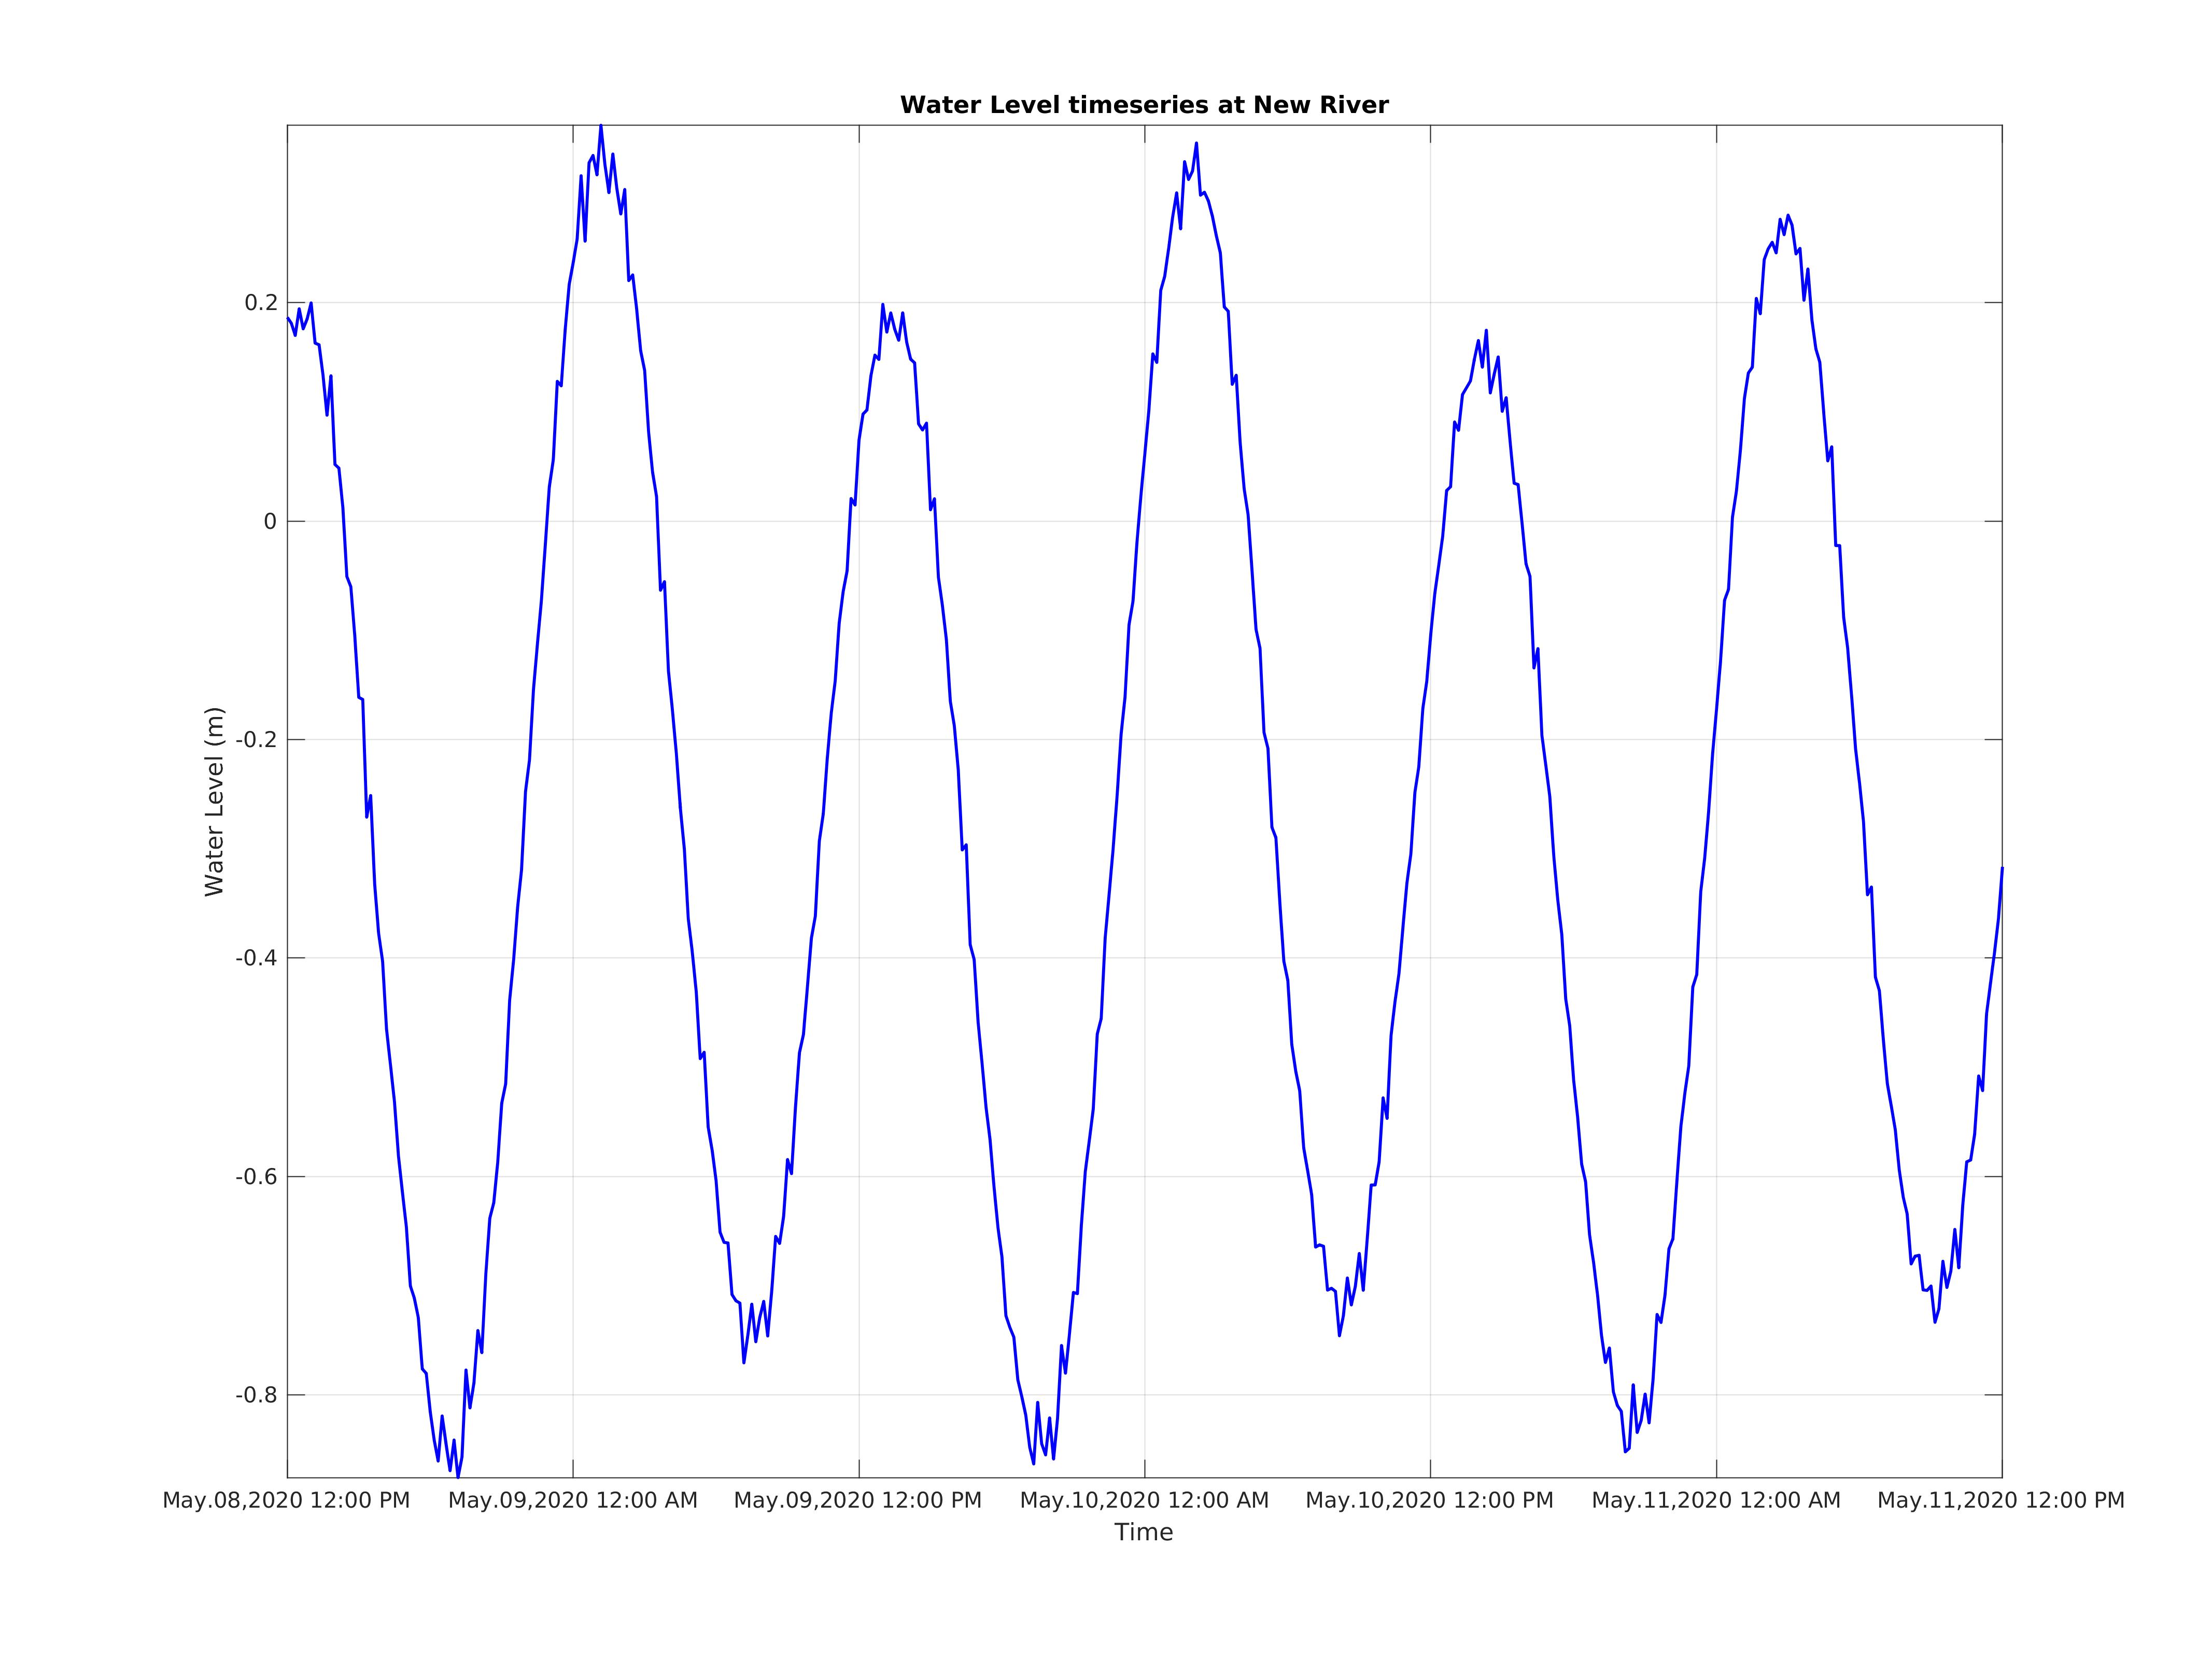 Water Level timeseries at New River
Water Level (m)
0.2
0
-0.2
-0.4
-0.6
-0.8
May.08,2020 12:00 PM
May.09,2020 12:00 AM
May.09,2020 12:00 PM
May.10,2020 12:00 AM
May.10,2020 12:00 PM
May.11,2020 12:00 AM
May.11,2020 12:00 PM
Time